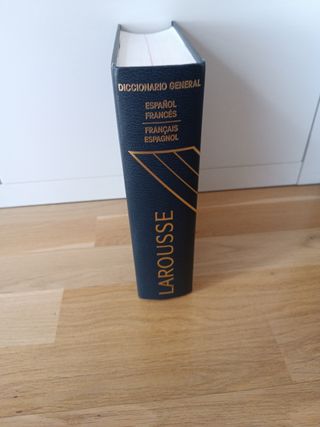 DICCIONARIO GENERAL
ESPAÑOL
FRANCÉS
FRANÇAIS
ESPAGNOL
LAROUSSE